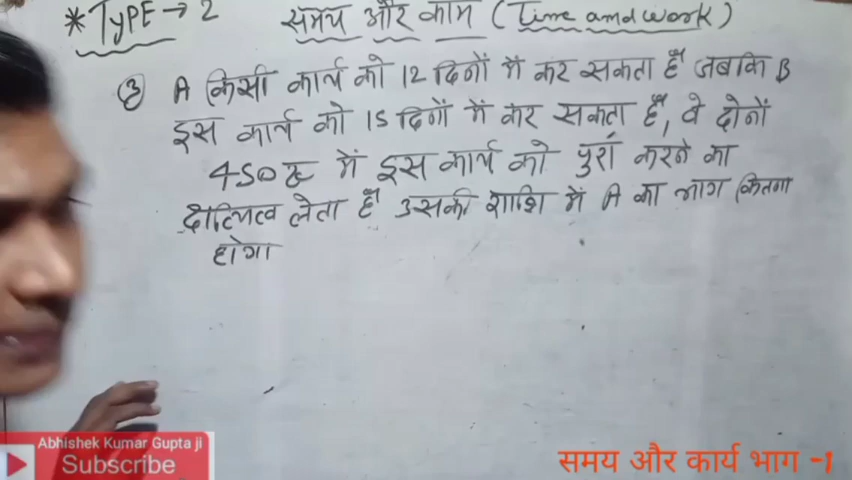 * TyPE → 2 समय और काम (Time and work)
③ A किसी कार्य को 12 दिनों में कर सकता है जबकि B
इस कार्य को 15 दिनों में कर सकता है, वे दोनों
450 रु में इस कार्य को पुरा करने का
दायित्व लेता है उसकी राशि में A का भाग कितना
होगा
Abhishek Kumar Gupta ji
Subscribe
समय और कार्य भाग -1